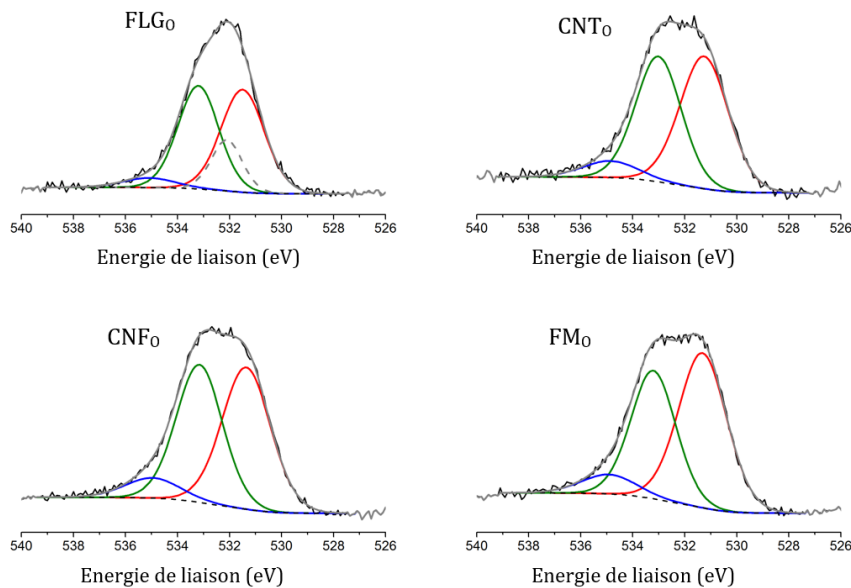 FLGO
CNTO
540 538 536 534 532 530 528 526
540 538 536 534 532 530 528 526
Energie de liaison (eV)
Energie de liaison (eV)
CNFO
FMO
540 538 536 534 532 530 528 526
540 538 536 534 532 530 528 526
Energie de liaison (eV)
Energie de liaison (eV)